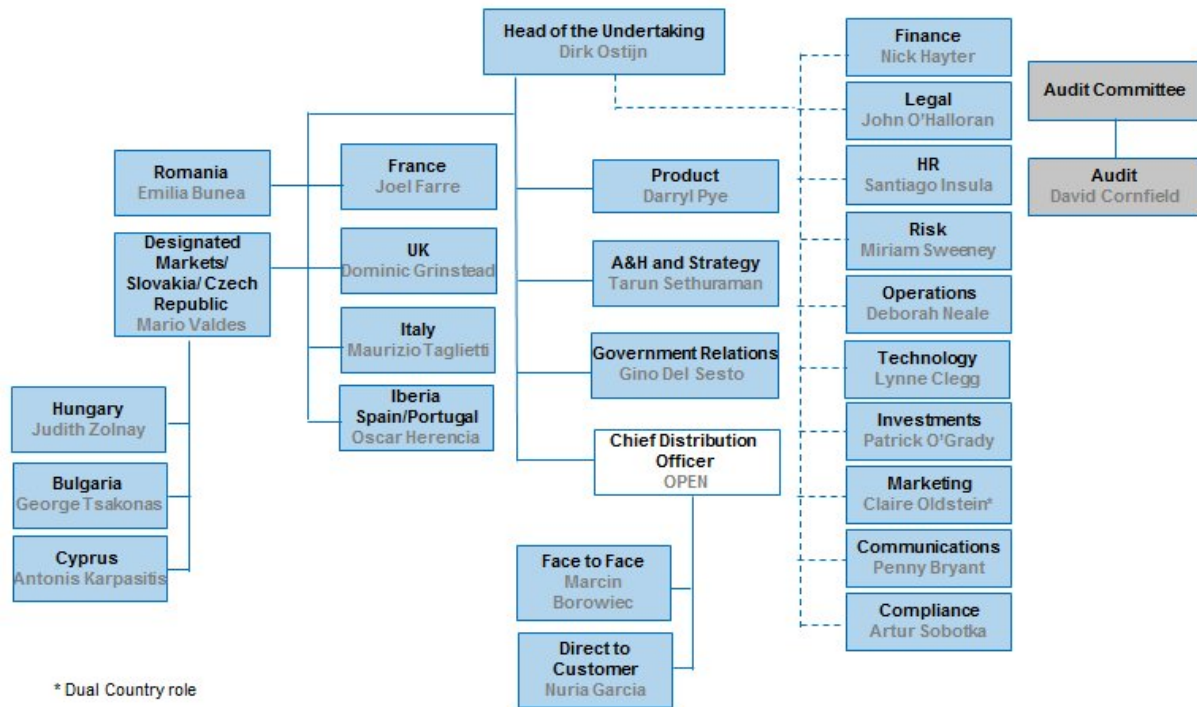 Head of the Undertaking
Dirk Ostijn
Romania
Emilia Bunea
Designated
Markets/
Slovakia/ Czech
Republic
Mario Valdes
Hungary
Judith Zolnay
Bulgaria
George Tsakonas
Cyprus
Antonis Karpasitis
France
Joel Farre
UK
Dominic Grinstead
Italy
Maurizio Taglietti
Iberia
Spain/Portugal
Oscar Herencia
Product
Darryl Pye
A&H and Strategy
Tarun Sethuraman
Government Relations
Gino Del Sesto
Chief Distribution
Officer
OPEN
Face to Face
Marcin
Borowiec
Direct to
Customer
Nuria Garcia
Finance
Nick Hayter
Legal
John O'Halloran
HR
Santiago Insula
Risk
Miriam Sweeney
Operations
Deborah Neale
Technology
Lynne Clegg
Investments
Patrick O'Grady
Marketing
Claire Oldstein*
Communications
Penny Bryant
Compliance
Artur Sobotka
Audit Committee
Audit
David Cornfield
* Dual Country role